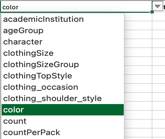 color
academicInstitution
ageGroup
character
clothingSize
clothingSizeGroup
clothingTopStyle
clothing_occasion
clothing_shoulder_style
color
count
countPerPack